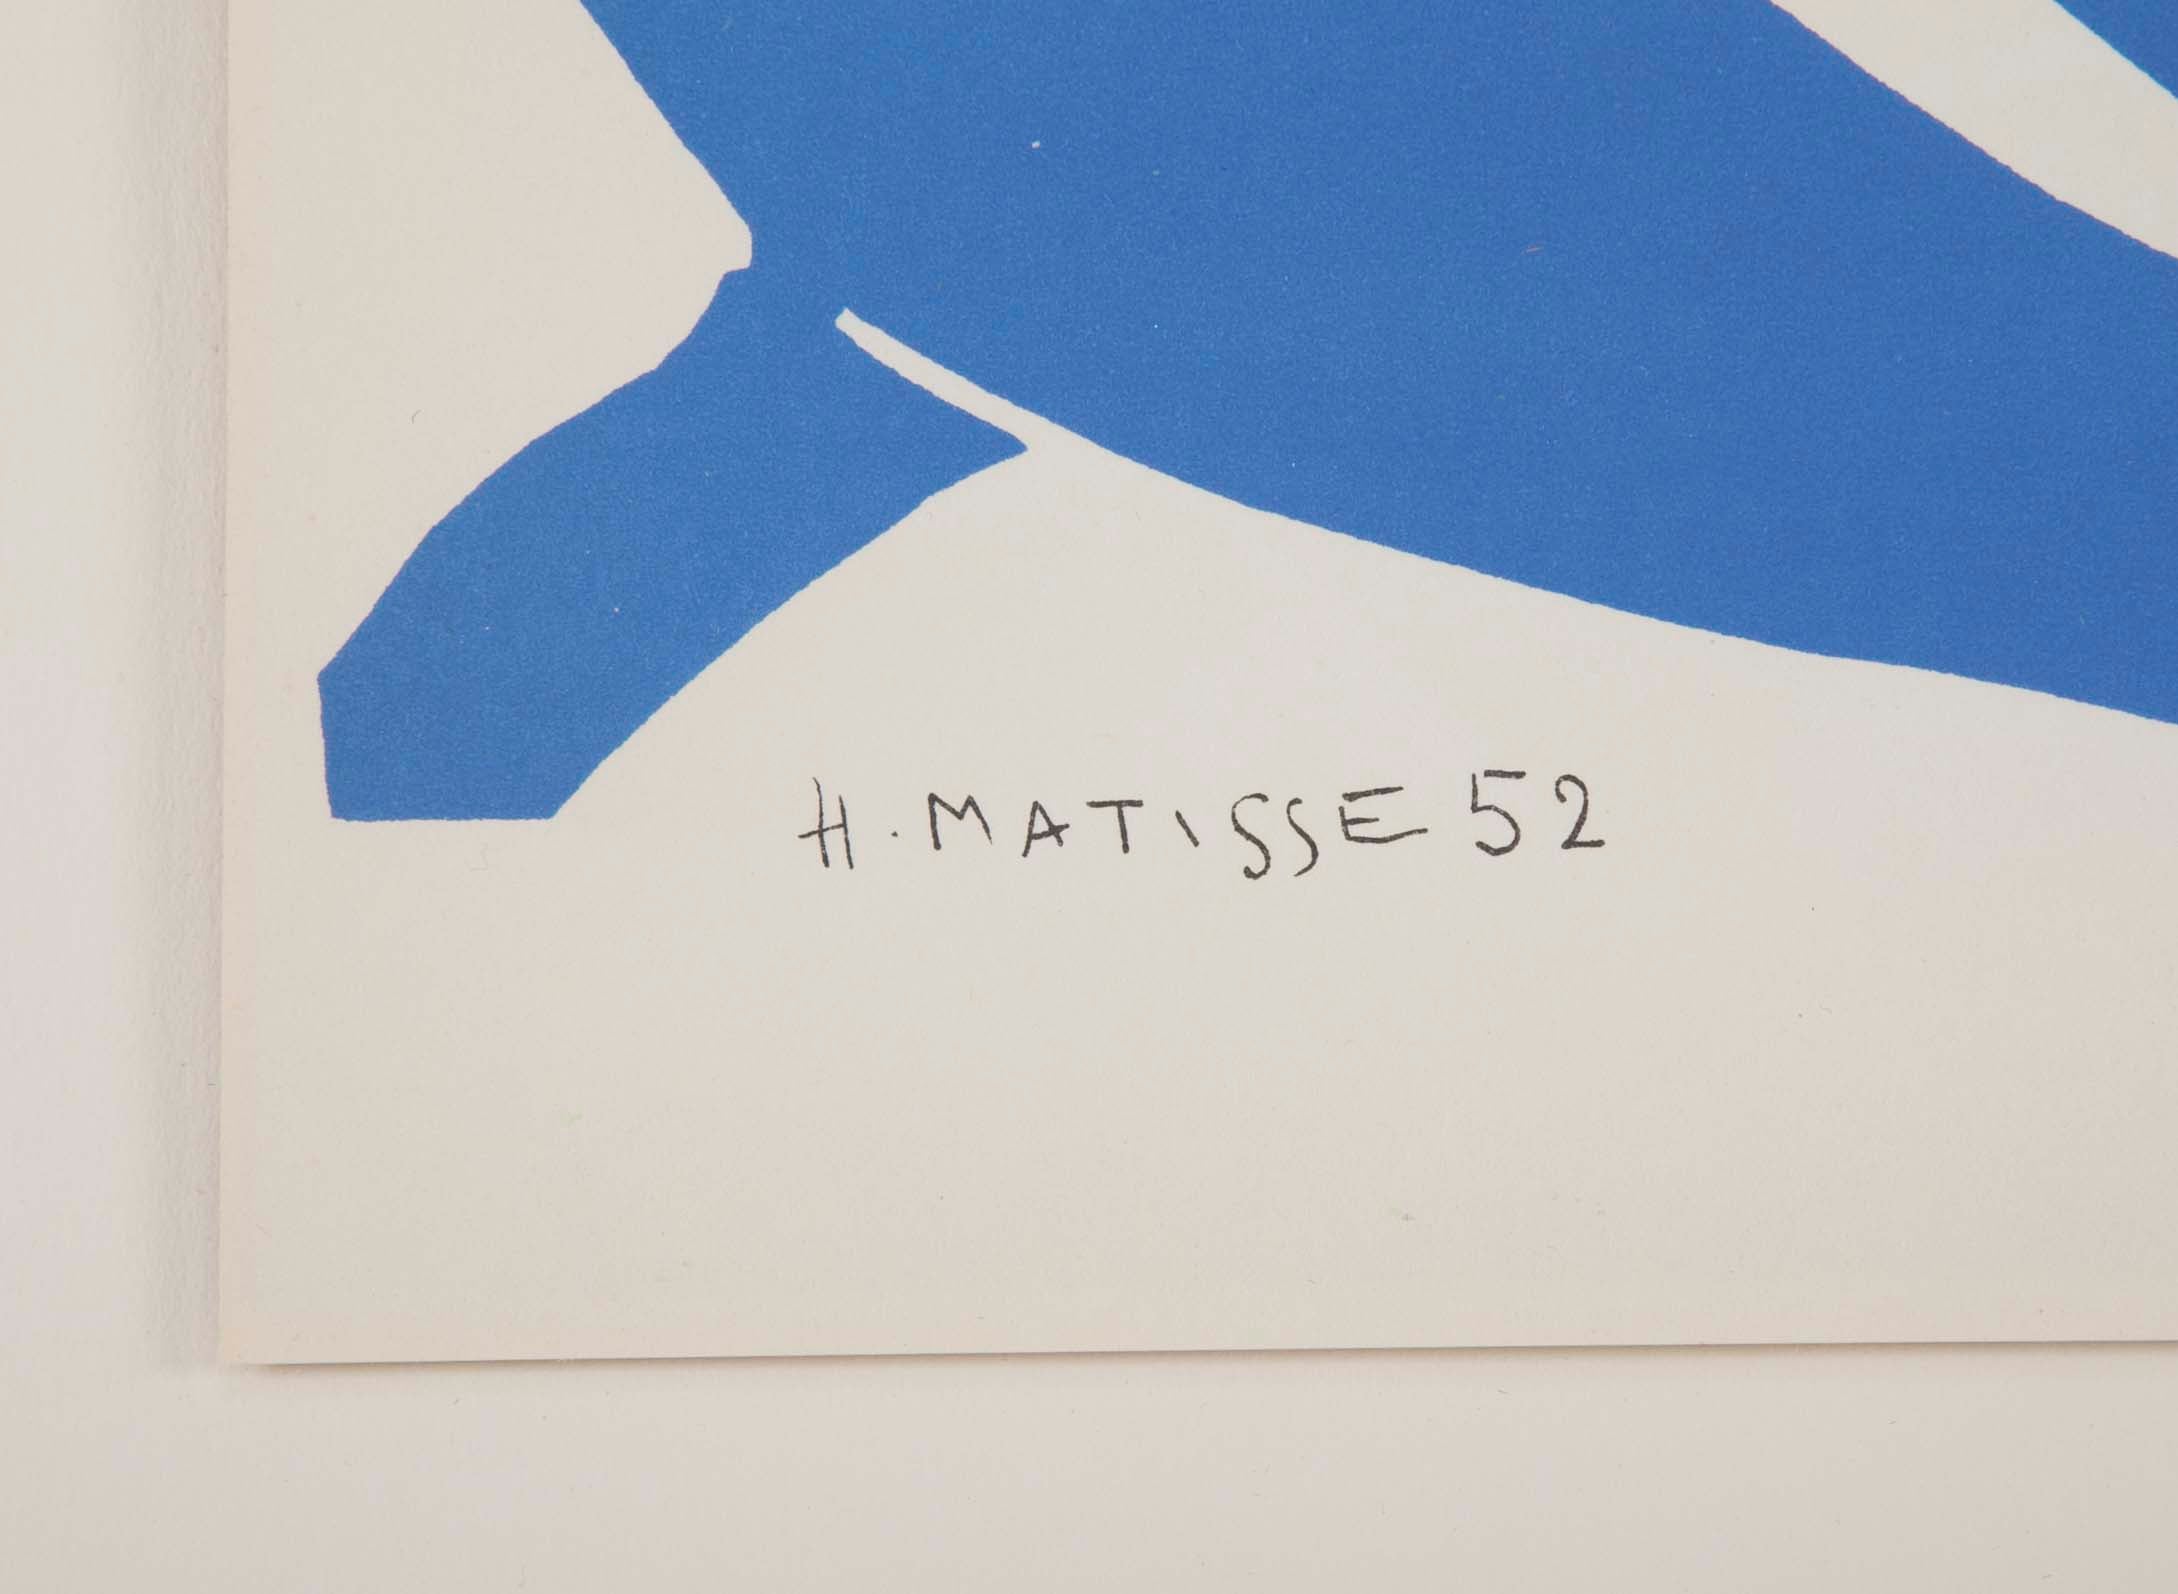 H. MATISSE 52